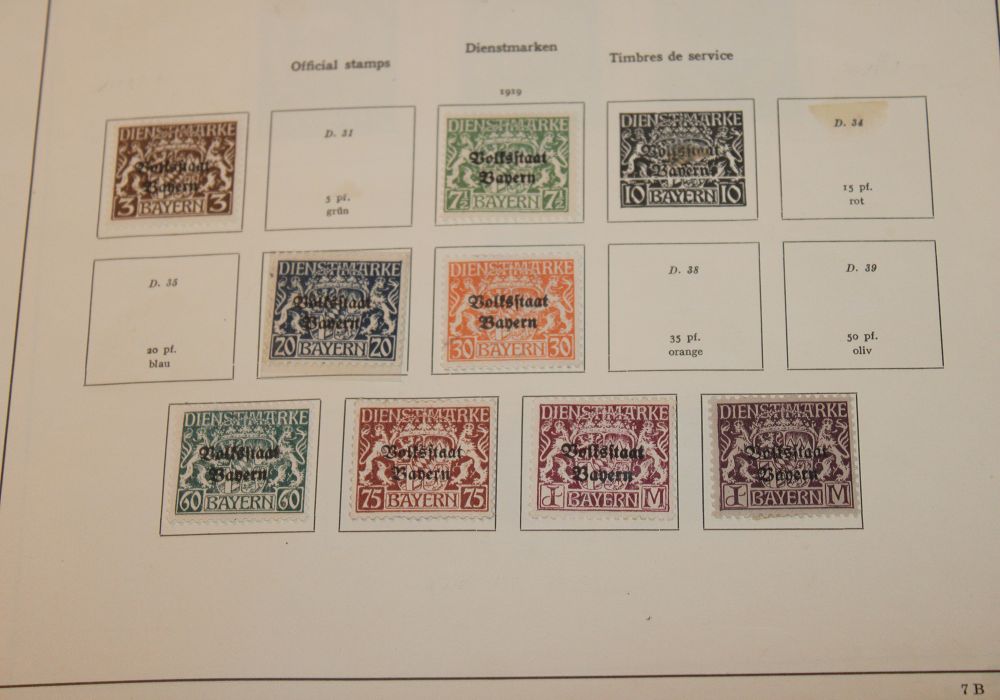 Official stamps
Dienstmarken
Timbres de service
1919
DIENSTMARKE
Volksstaat
Bayern
3 BAYERN 3
D. 31
5 pf.
grün
DIENSTMARKE
Volksstaat
Bayern
7½ BAYERN 7½
DIENSTMARKE
Volksstaat
Bayern
10 BAYERN 10
D. 34
15 pf.
rot
D. 35
20 pf.
blau
DIENSTMARKE
Volksstaat
Bayern
20 BAYERN 20
DIENSTMARKE
Volksstaat
Bayern
30 BAYERN 30
D. 38
35 pf.
orange
D. 39
50 pf.
oliv
DIENSTMARKE
Volksstaat
Bayern
60 BAYERN 60
DIENSTMARKE
Volksstaat
Bayern
75 BAYERN 75
DIENSTMARKE
Volksstaat
Bayern
1 BAYERN M
DIENSTMARKE
Volksstaat
Bayern
1 BAYERN M
7 B